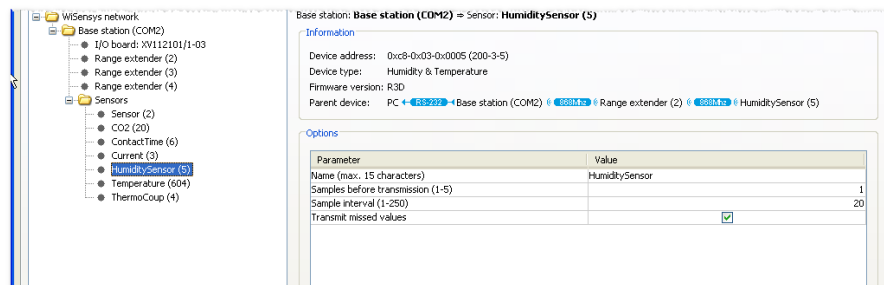 WiSensys network
Base station (COM2)
I/O board: XV112101/1-03
Range extender (2)
Range extender (3)
Range extender (4)
Sensors
Sensor (2)
CO2 (20)
ContactTime (6)
Current (3)
HumiditySensor (5)
Temperature (604)
ThermoCoup (4)
Base station: Base station (COM2) ⇒ Sensor: HumiditySensor (5)
Information
Device address: 0xc8-0x03-0x0005 (200-3-5)
Device type: Humidity & Temperature
Firmware version: R3D
Parent device: PC RS-232 Base station (COM2) 868Mhz Range extender (2) 868Mhz HumiditySensor (5)
Options
Parameter Value
Name (max. 15 characters) HumiditySensor
Samples before transmission (1-5) 1
Sample interval (1-250) 20
Transmit missed values